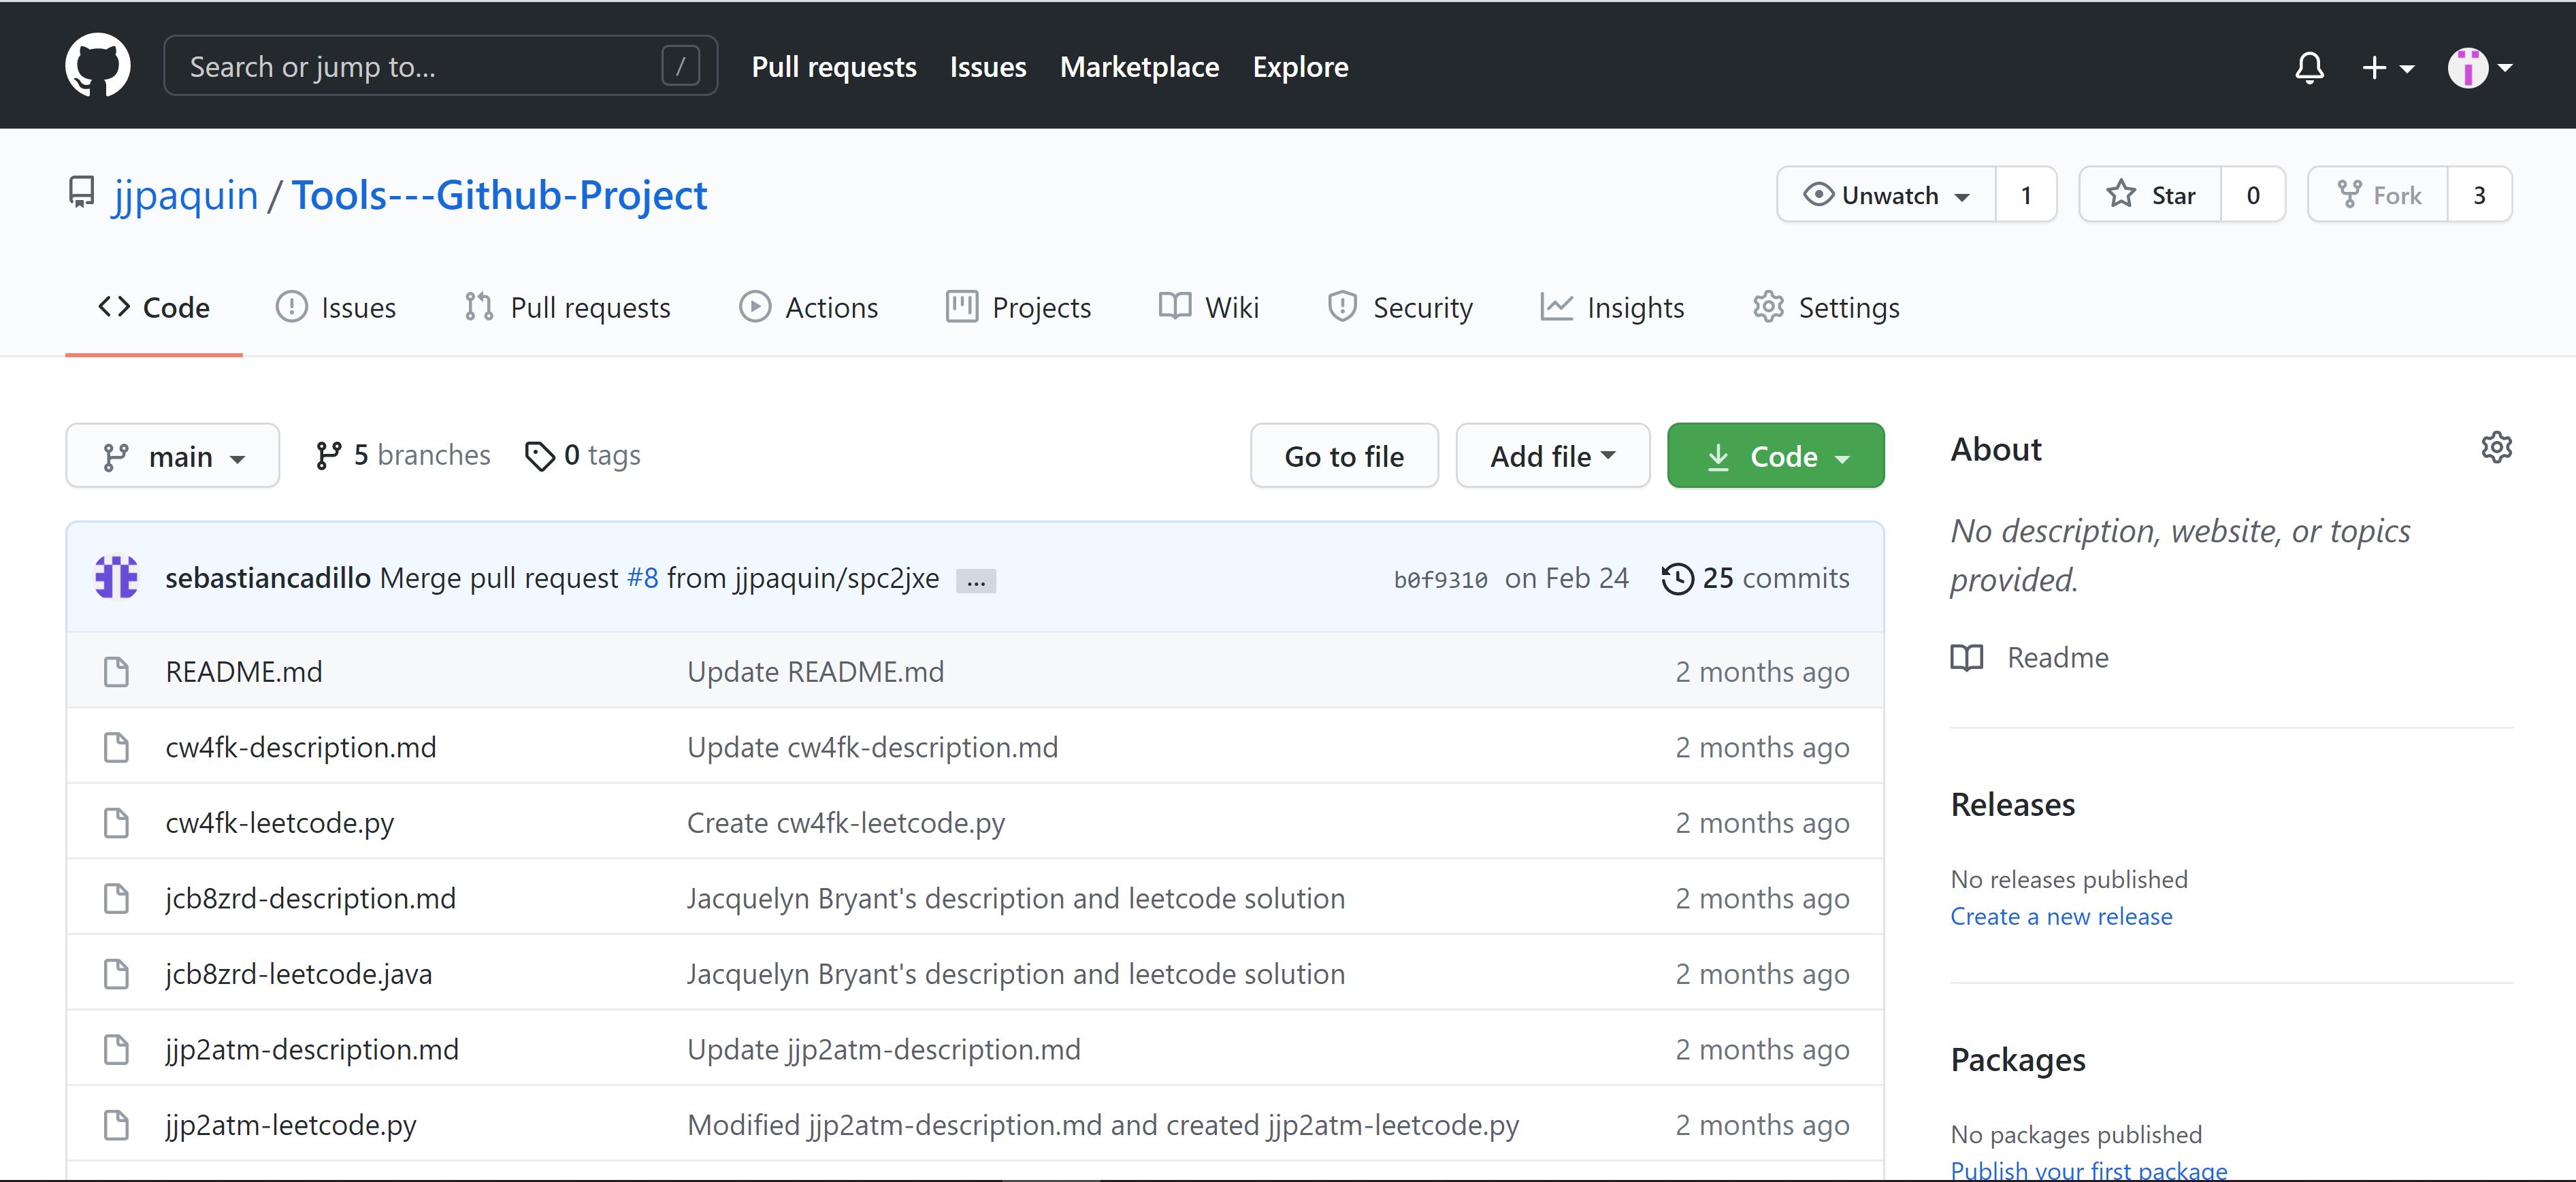 Search or jump to... /
Pull requests Issues Marketplace Explore
jjpaquin / Tools---Github-Project
Unwatch 1 Star 0 Fork 3
Code Issues Pull requests Actions Projects Wiki Security Insights Settings
main 5 branches 0 tags
Go to file Add file Code
sebastiancadillo Merge pull request #8 from jjpaquin/spc2jxe ... b0f9310 on Feb 24 25 commits
README.md Update README.md 2 months ago
cw4fk-description.md Update cw4fk-description.md 2 months ago
cw4fk-leetcode.py Create cw4fk-leetcode.py 2 months ago
jcb8zrd-description.md Jacquelyn Bryant's description and leetcode solution 2 months ago
jcb8zrd-leetcode.java Jacquelyn Bryant's description and leetcode solution 2 months ago
jjp2atm-description.md Update jjp2atm-description.md 2 months ago
jjp2atm-leetcode.py Modified jjp2atm-description.md and created jjp2atm-leetcode.py 2 months ago
About
No description, website, or topics
provided.
Readme
Releases
No releases published
Create a new release
Packages
No packages published
Publish your first package